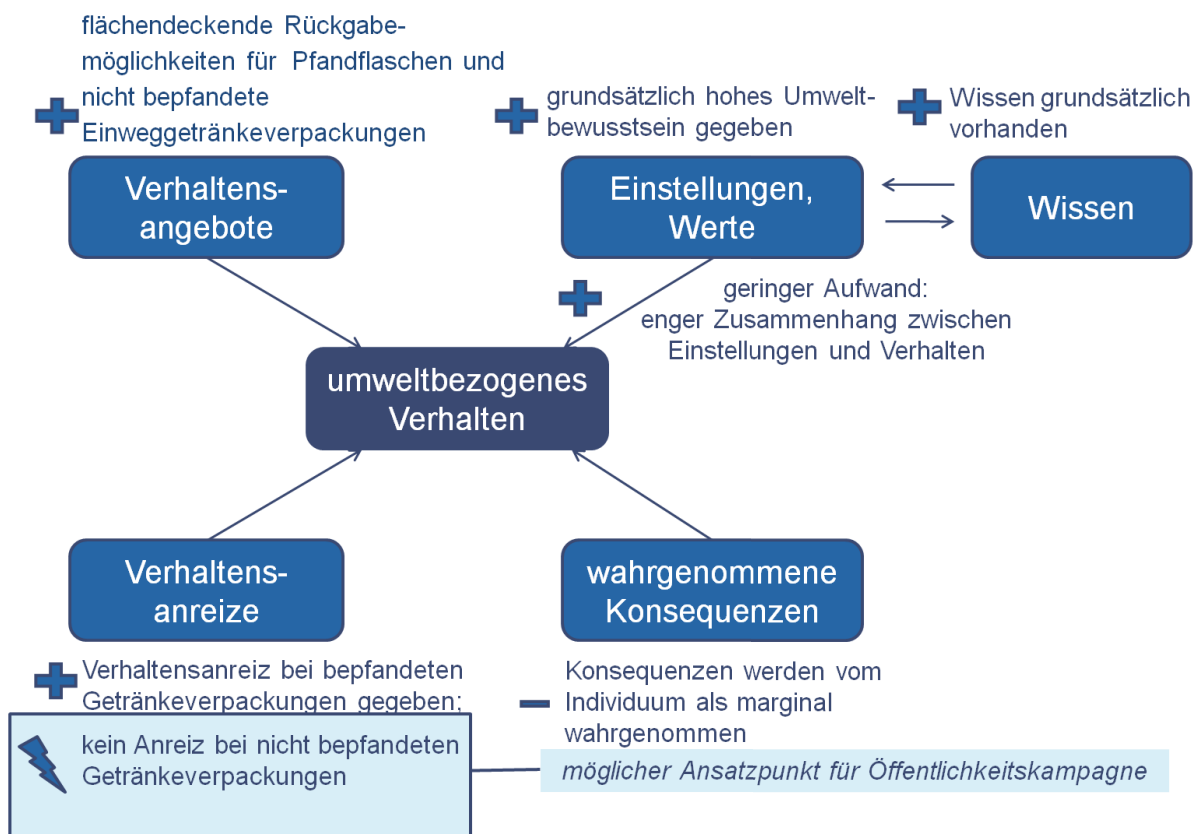 flächendeckende Rückgabe-
möglichkeiten für Pfandflaschen und
nicht bepfandete
Einweggetränkeverpackungen
grundsätzlich hohes Umwelt-
bewusstsein gegeben
Wissen grundsätzlich
vorhanden
Verhaltens-
angebote
Einstellungen,
Werte
Wissen
geringer Aufwand:
enger Zusammenhang zwischen
Einstellungen und Verhalten
umweltbezogenes
Verhalten
Verhaltens-
anreize
wahrgenommene
Konsequenzen
Verhaltensanreiz bei bepfandeten
Getränkeverpackungen gegeben;
kein Anreiz bei nicht bepfandeten
Getränkeverpackungen
Konsequenzen werden vom
Individuum als marginal
wahrgenommen
möglicher Ansatzpunkt für Öffentlichkeitskampagne